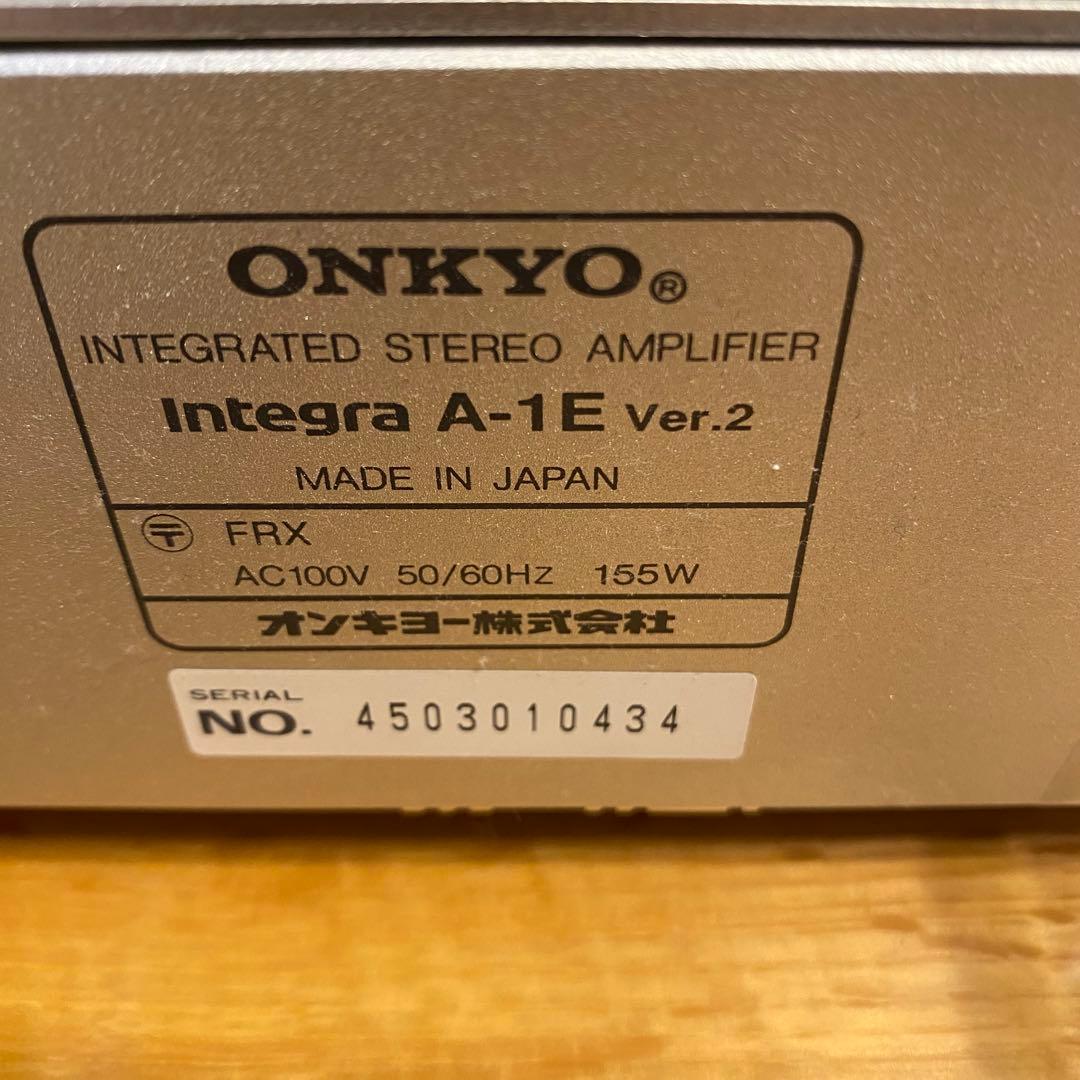 ONKYO®
INTEGRATED STEREO AMPLIFIER
Integra A-1E Ver.2
MADE IN JAPAN
〶 FRX
AC100V 50/60Hz 155W
オンキヨー株式会社
SERIAL
NO. 4503010434